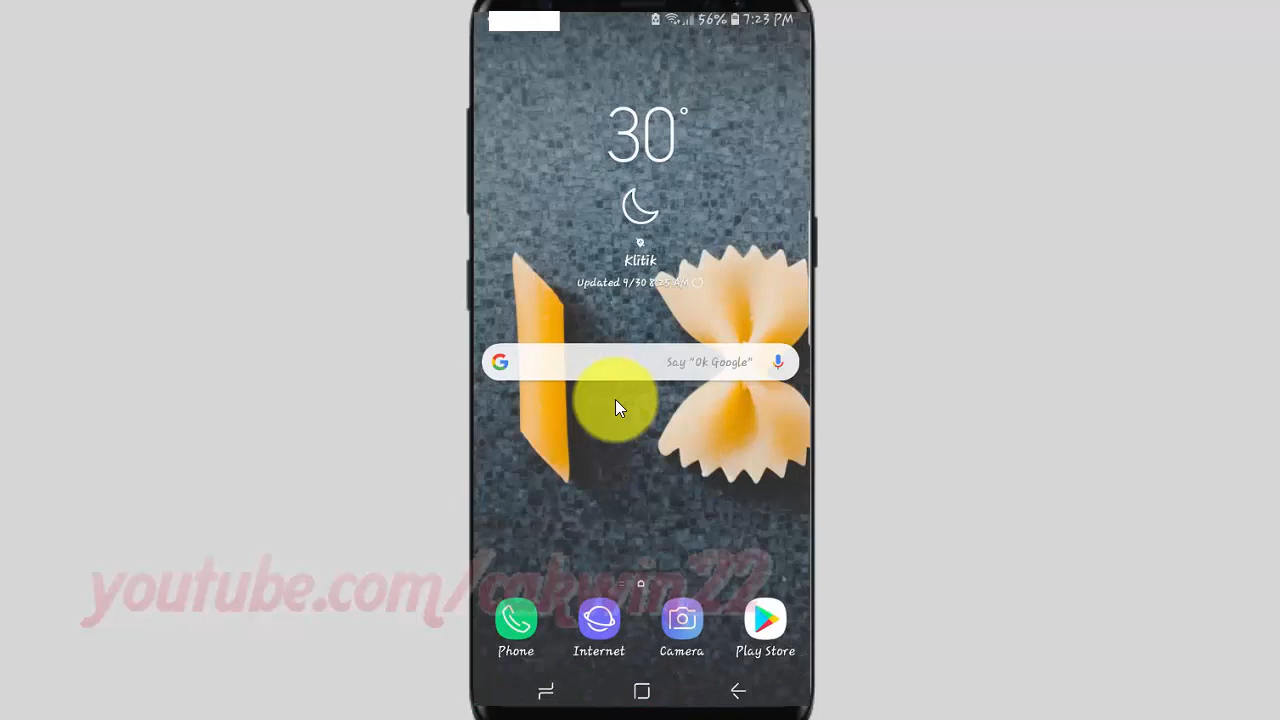 56% 7:23 PM
30°
Klitik
Updated 9/30 8:25 AM
Say "Ok Google"
youtube.com/cakwin22
Phone Internet Camera Play Store